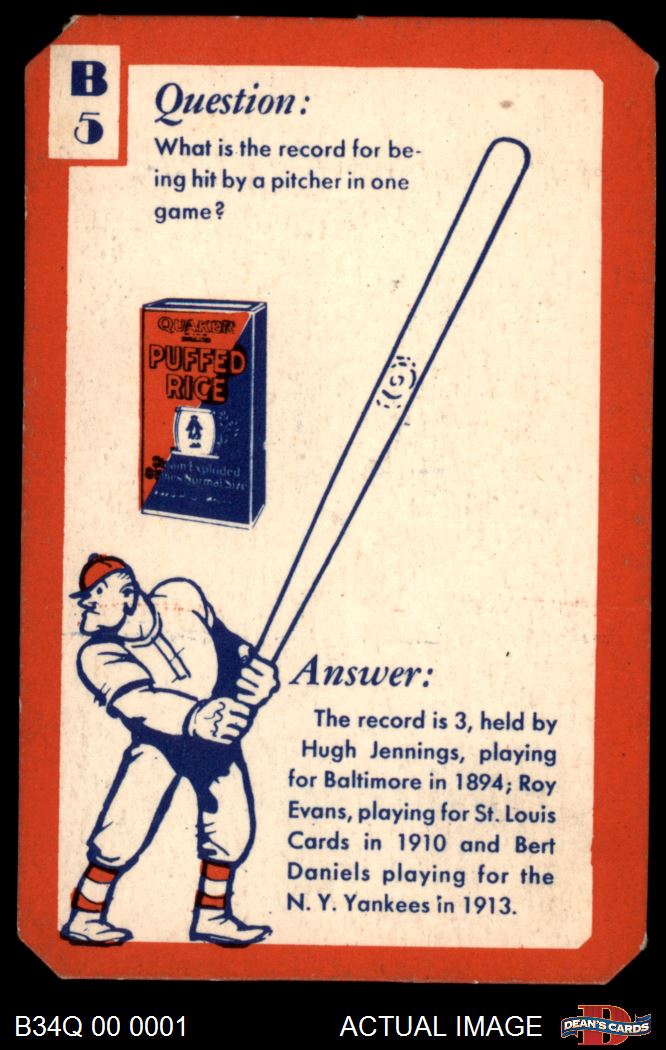 B
5
Question:
What is the record for be-
ing hit by a pitcher in one
game?
QUAKER
PUFFED
RICE
Exploded
Normal Size
Answer:
The record is 3, held by
Hugh Jennings, playing
for Baltimore in 1894; Roy
Evans, playing for St. Louis
Cards in 1910 and Bert
Daniels playing for the
N. Y. Yankees in 1913.
B34Q 00 0001
ACTUAL IMAGE
D
DEAN'S CARDS